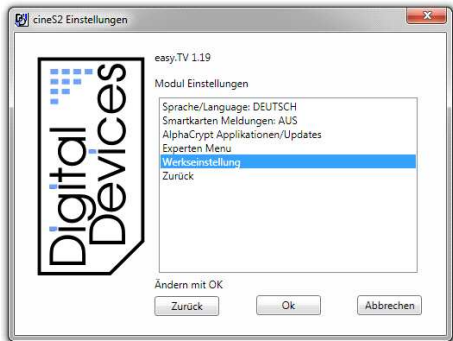 cineS2 Einstellungen
easy.TV 1.19
Modul Einstellungen
Sprache/Language: DEUTSCH
Smartkarten Meldungen: AUS
AlphaCrypt Applikationen/Updates
Experten Menu
Werkseinstellung
Zurück
Digital
Devices
Ändern mit OK
Zurück
Ok
Abbrechen